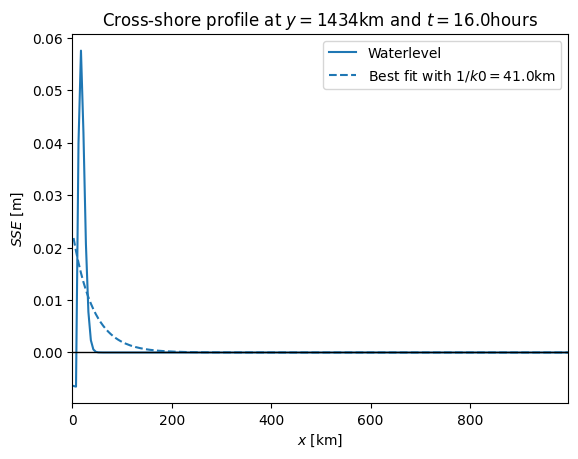 Cross-shore profile at y = 1434km and t = 16.0hours
0.06
0.05
0.04
0.03
0.02
0.01
0.00
SSE [m]
Waterlevel
Best fit with 1/k0 = 41.0km
0 200 400 600 800
x [km]